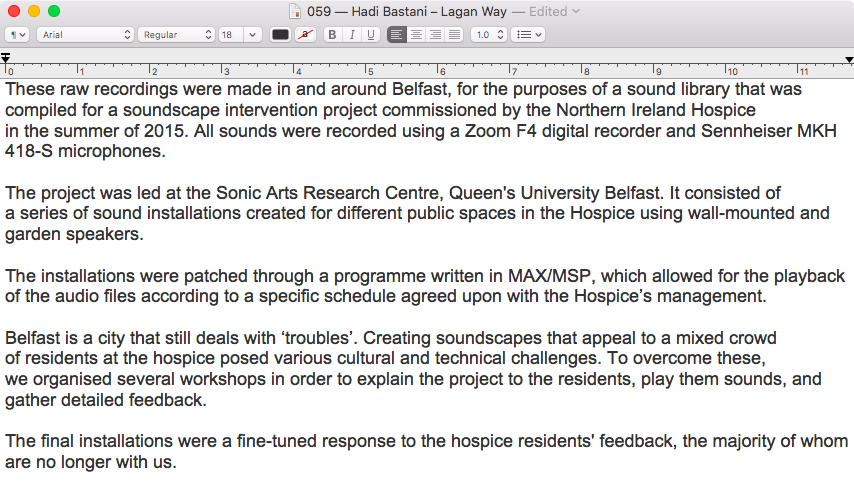 059 — Hadi Bastani – Lagan Way — Edited
¶ Arial Regular 18 a B I U 1.0
0 1 2 3 4 5 6 7 8 9 10 11
These raw recordings were made in and around Belfast, for the purposes of a sound library that was
compiled for a soundscape intervention project commissioned by the Northern Ireland Hospice
in the summer of 2015. All sounds were recorded using a Zoom F4 digital recorder and Sennheiser MKH
418-S microphones.
The project was led at the Sonic Arts Research Centre, Queen's University Belfast. It consisted of
a series of sound installations created for different public spaces in the Hospice using wall-mounted and
garden speakers.
The installations were patched through a programme written in MAX/MSP, which allowed for the playback
of the audio files according to a specific schedule agreed upon with the Hospice’s management.
Belfast is a city that still deals with ‘troubles’. Creating soundscapes that appeal to a mixed crowd
of residents at the hospice posed various cultural and technical challenges. To overcome these,
we organised several workshops in order to explain the project to the residents, play them sounds, and
gather detailed feedback.
The final installations were a fine-tuned response to the hospice residents' feedback, the majority of whom
are no longer with us.